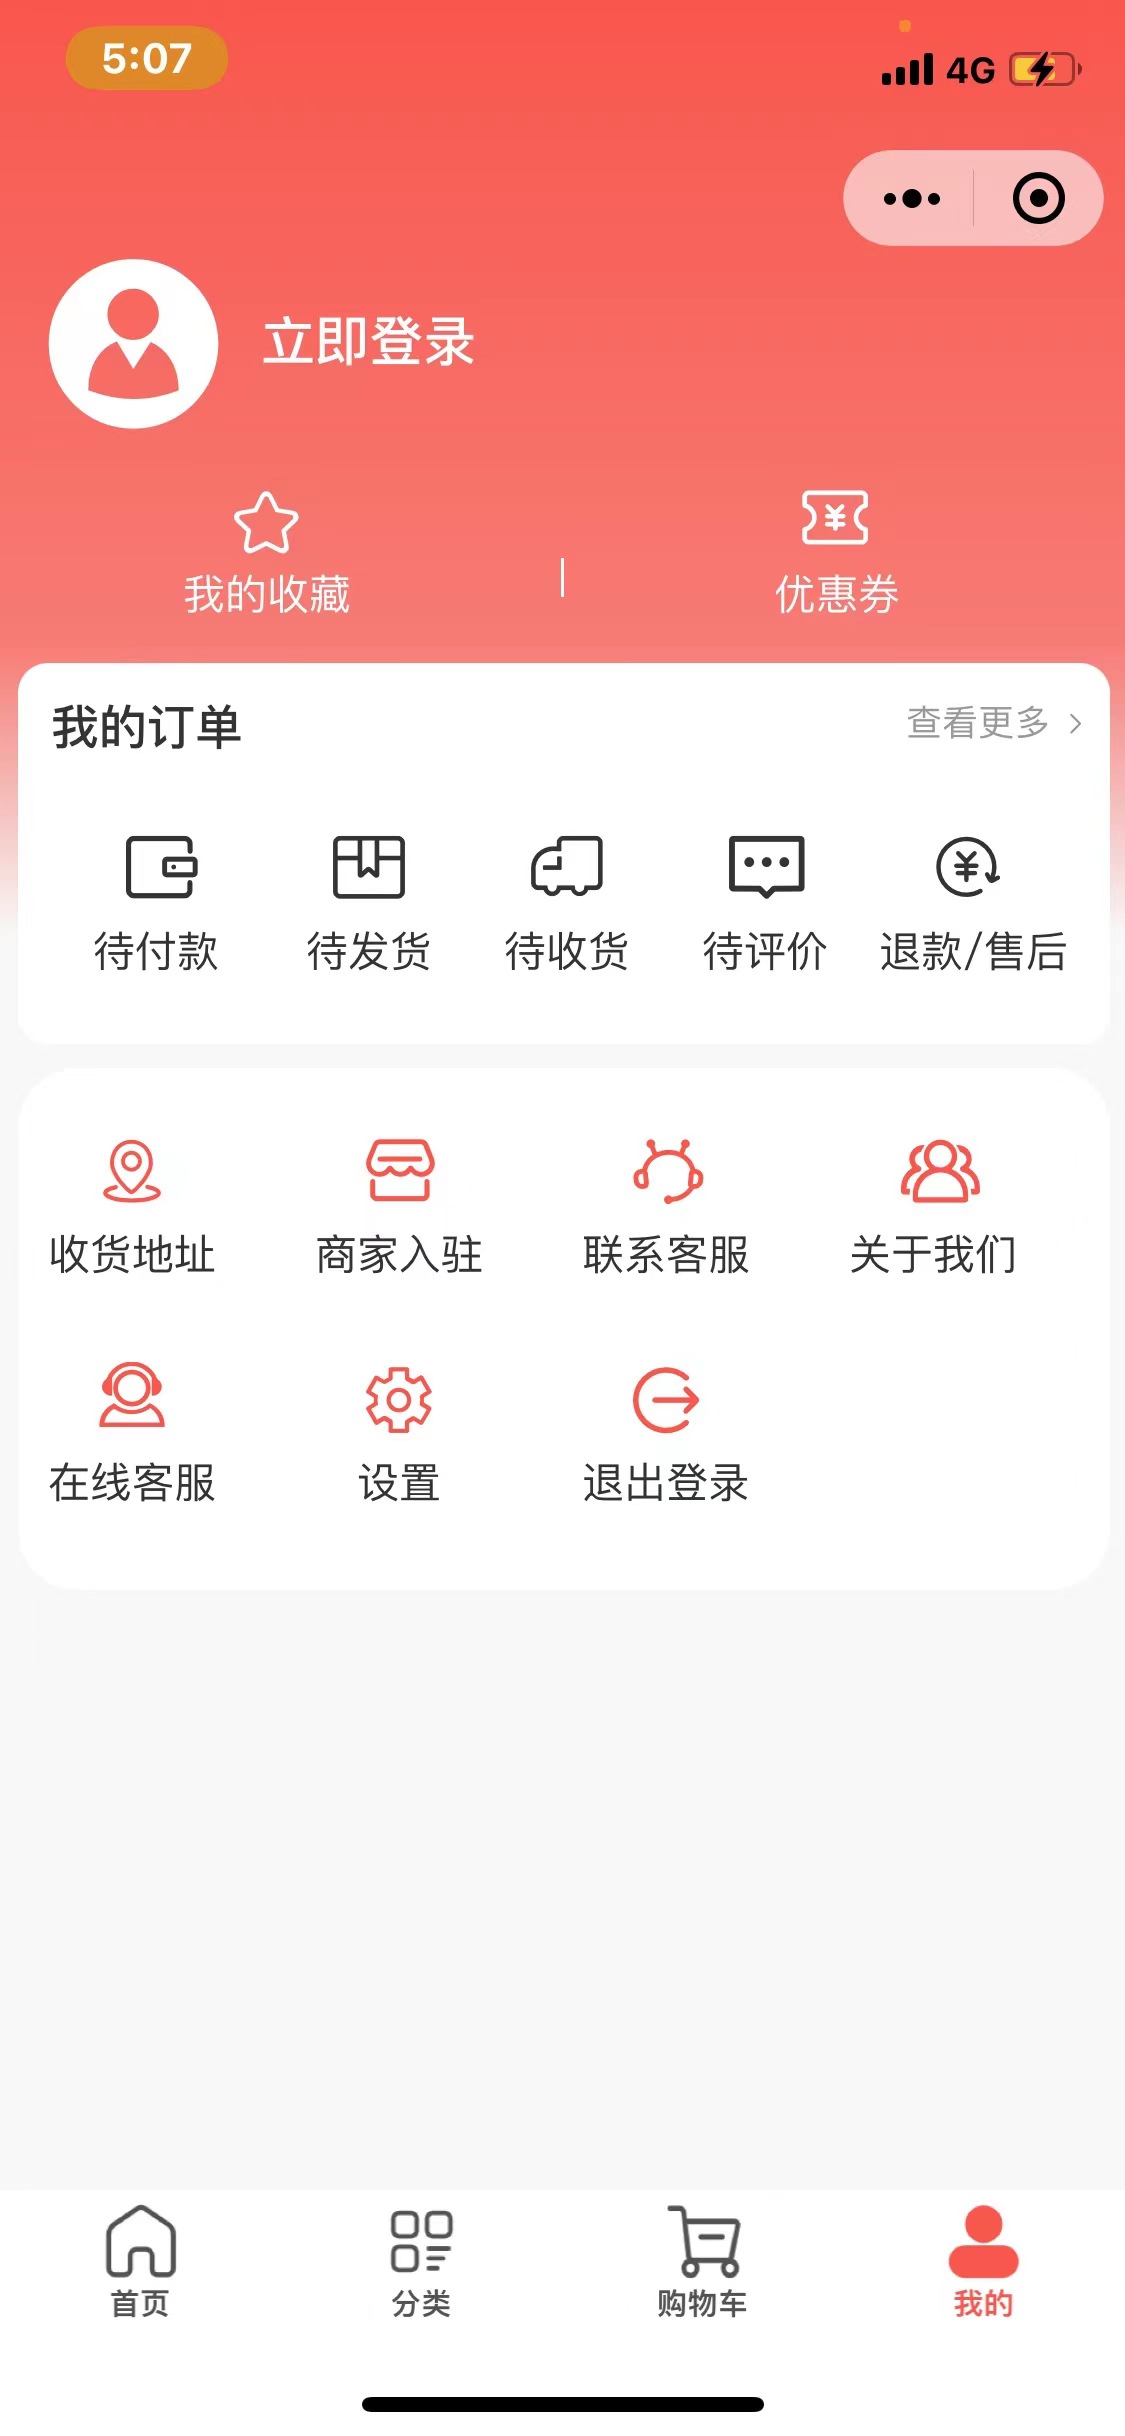 5:07
4G
立即登录
我的收藏
优惠券
我的订单
查看更多
待付款
待发货
待收货
待评价
退款/售后
收货地址
商家入驻
联系客服
关于我们
在线客服
设置
退出登录
首页
分类
购物车
我的